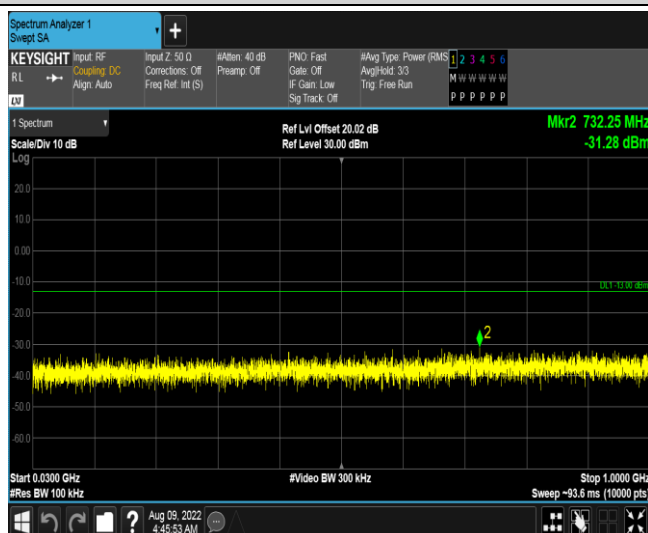 Spectrum Analyzer 1
Swept SA
+
KEYSIGHT
RL
LXI
Input: RF
Coupling: DC
Align: Auto
Input Z: 50 Ω
Corrections: Off
Freq Ref: Int (S)
#Atten: 40 dB
Preamp: Off
PNO: Fast
Gate: Off
IF Gain: Low
Sig Track: Off
#Avg Type: Power (RMS
Avg|Hold: 3/3
Trig: Free Run
1 2 3 4 5 6
M W W W W W
P P P P P P
1 Spectrum
Scale/Div 10 dB
Ref Lvl Offset 20.02 dB
Ref Level 30.00 dBm
Mkr2 732.25 MHz
-31.28 dBm
Log
20.0
10.0
0.00
-10.0
DL1 -13.00 dBm
-20.0
-30.0
2
-40.0
-50.0
-60.0
Start 0.0300 GHz
#Res BW 100 kHz
#Video BW 300 kHz
Stop 1.0000 GHz
Sweep ~93.6 ms (10000 pts)
?
Aug 09, 2022
4:45:53 AM